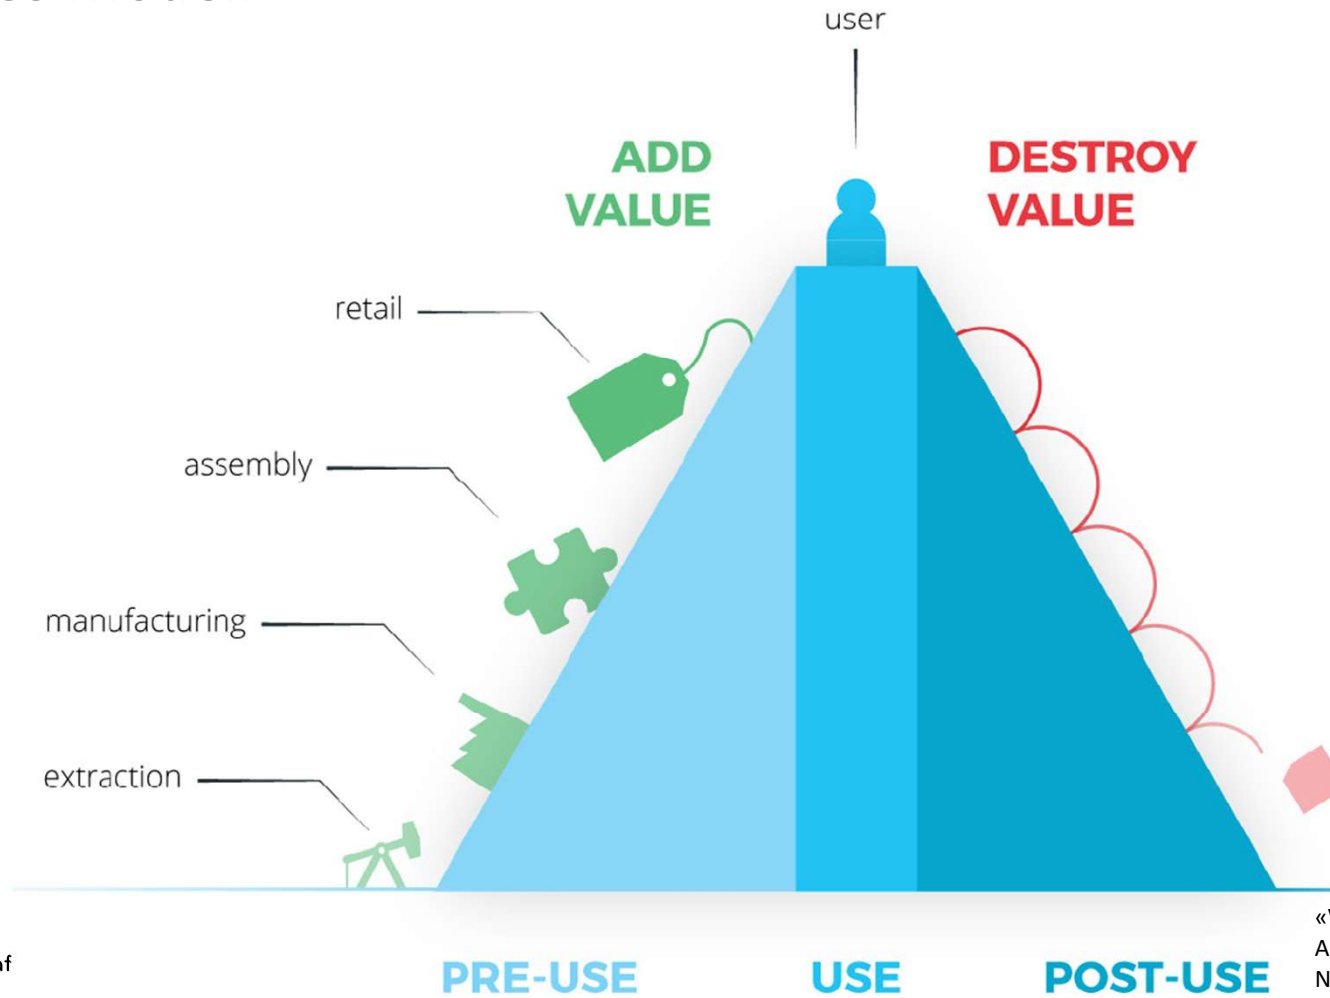 user
ADD
VALUE
DESTROY
VALUE
retail
assembly
manufacturing
extraction
PRE-USE
USE
POST-USE